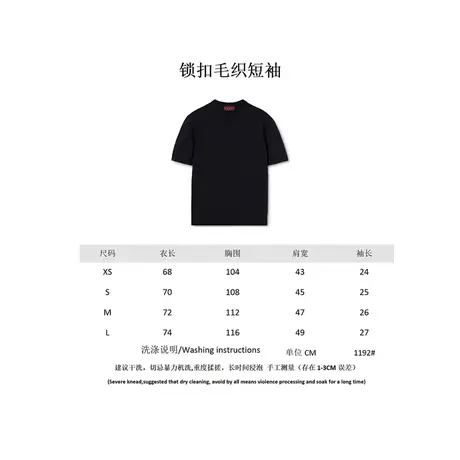 锁扣毛织短袖
尺码 衣长 胸围 肩宽 袖长
XS 68 104 43 24
S 70 108 45 25
M 72 112 47 26
L 74 116 49 27
洗涤说明/Washing instructions 单位 CM 1192#
建议干洗，切忌暴力机洗,重度揉搓，长时间浸泡 手工测量（存在 1-3CM 误差）
(Severe knead,suggested that dry cleaning, avoid by all means violence processing and soak for a long time)